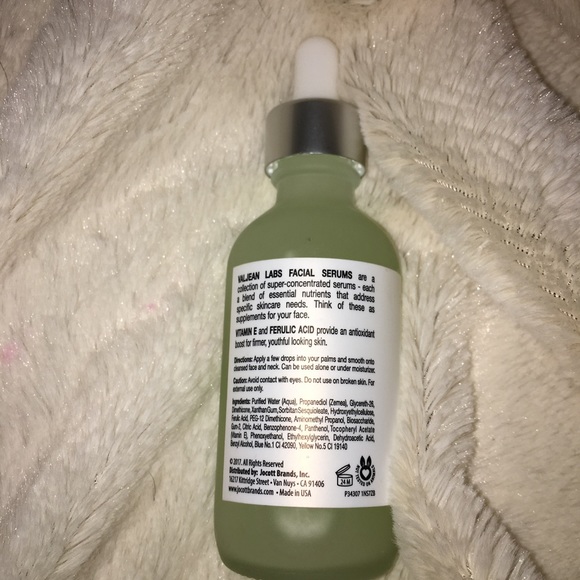 VALJEAN LABS FACIAL SERUMS are a
collection of super-concentrated serums - each
a blend of essential nutrients that address
specific skincare needs. Think of these as
supplements for your face.
VITAMIN E and FERULIC ACID provide an antioxidant
boost for firmer, youthful looking skin.
Directions: Apply a few drops into your palms and smooth onto
cleansed face and neck. Can be used alone or under moisturizer.
Caution: Avoid contact with eyes. Do not use on broken skin. For
external use only.
Ingredients: Purified Water (Aqua), Propanediol (Zemea), Glycereth-26,
Dimethicone, Xanthan Gum, Sorbitan Sesquioleate, Hydroxyethylcellulose,
Ferulic Acid, PEG-12 Dimethicone, Aminomethyl Propanol, Biosaccharide
Gum-2, Citric Acid, Benzophenone-4, Panthenol, Tocopheryl Acetate
(Vitamin E), Phenoxyethanol, Ethylhexylglycerin, Dehydroacetic Acid,
Benzyl Alcohol, Blue No.1 CI 42090, Yellow No.5 CI 19140
© 2017. All Rights Reserved
Distributed by: Jocott Brands, Inc.
16217 Kittridge Street • Van Nuys • CA 91406
www.jocottbrands.com • Made in USA
24 M
P34307 1NS7ZB